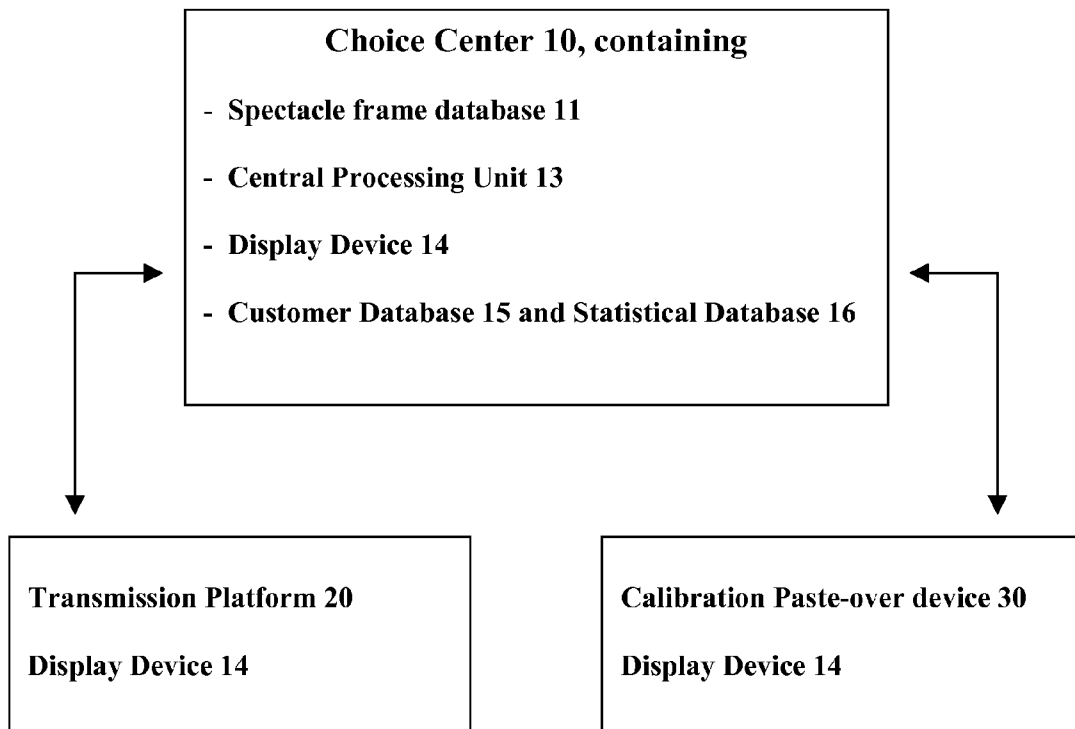 Choice Center 10, containing
- Spectacle frame database 11
- Central Processing Unit 13
- Display Device 14
- Customer Database 15 and Statistical Database 16
Transmission Platform 20
Display Device 14
Calibration Paste-over device 30
Display Device 14